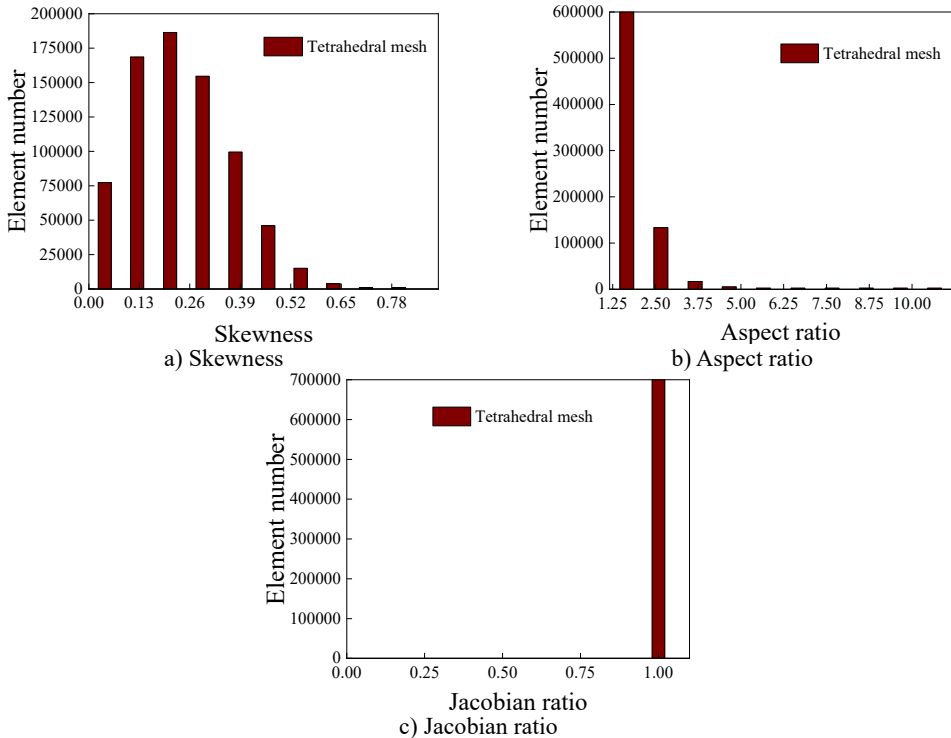 200000
175000
150000
125000
100000
75000
50000
25000
0
Element number
Tetrahedral mesh
0.00 0.13 0.26 0.39 0.52 0.65 0.78
Skewness
a) Skewness
600000
500000
400000
300000
200000
100000
0
Element number
Tetrahedral mesh
1.25 2.50 3.75 5.00 6.25 7.50 8.75 10.00
Aspect ratio
b) Aspect ratio
700000
600000
500000
400000
300000
200000
100000
0
Element number
Tetrahedral mesh
0.00 0.25 0.50 0.75 1.00
Jacobian ratio
c) Jacobian ratio